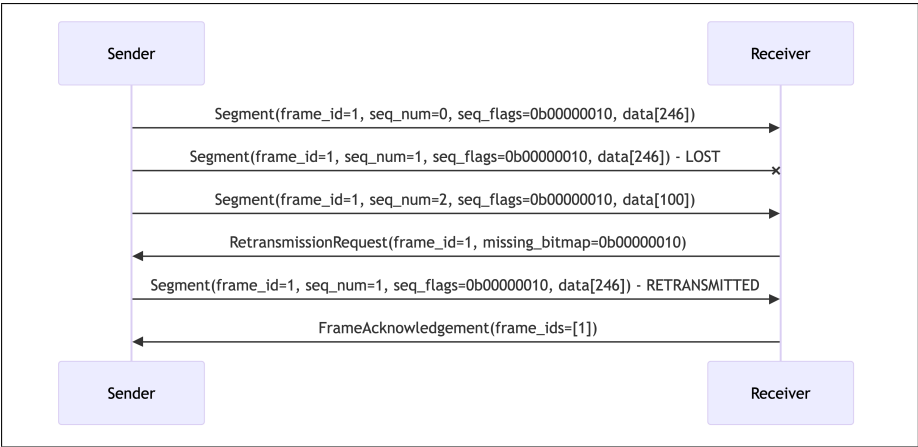 Sender Receiver
Segment(frame_id=1, seq_num=0, seq_flags=0b00000010, data[246])
Segment(frame_id=1, seq_num=1, seq_flags=0b00000010, data[246]) - LOST
Segment(frame_id=1, seq_num=2, seq_flags=0b00000010, data[100])
RetransmissionRequest(frame_id=1, missing_bitmap=0b00000010)
Segment(frame_id=1, seq_num=1, seq_flags=0b00000010, data[246]) - RETRANSMITTED
FrameAcknowledgement(frame_ids=[1])
Sender Receiver